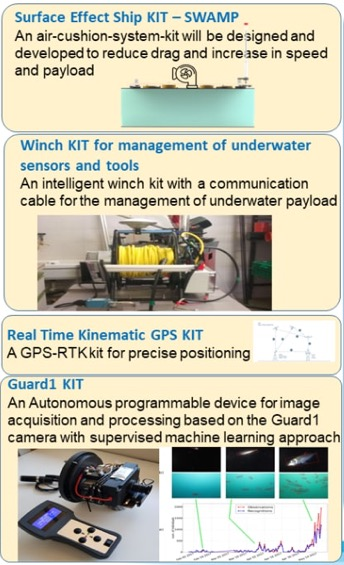 Surface Effect Ship KIT – SWAMP
An air-cushion-system-kit will be designed and
developed to reduce drag and increase in speed
and payload
Winch KIT for management of underwater
sensors and tools
An intelligent winch kit with a communication
cable for the management of underwater payload
Real Time Kinematic GPS KIT
A GPS-RTK kit for precise positioning
Guard1 KIT
An Autonomous programmable device for image
acquisition and processing based on the Guard1
camera with supervised machine learning approach